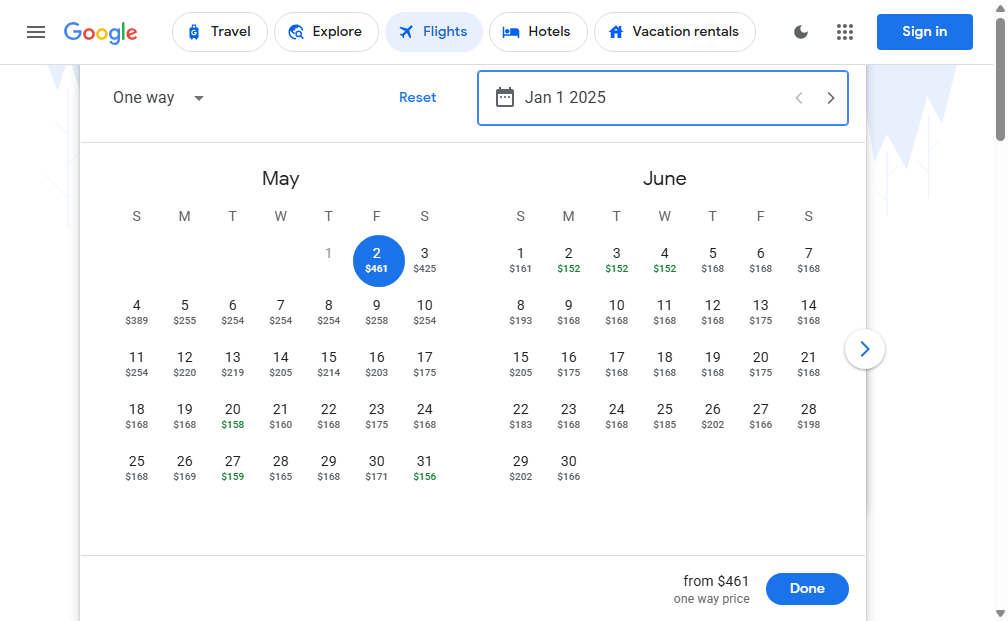 Google
Travel
Explore
Flights
Hotels
Vacation rentals
Sign in
One way
Reset
Jan 1 2025
May
S M T W T F S
1 2 3
$461 $425
4 5 6 7 8 9 10
$389 $255 $254 $254 $254 $258 $254
11 12 13 14 15 16 17
$254 $220 $219 $205 $214 $203 $175
18 19 20 21 22 23 24
$168 $168 $158 $160 $168 $175 $168
25 26 27 28 29 30 31
$168 $169 $159 $165 $168 $171 $156
June
S M T W T F S
1 2 3 4 5 6 7
$161 $152 $152 $152 $168 $168 $168
8 9 10 11 12 13 14
$193 $168 $168 $168 $168 $175 $168
15 16 17 18 19 20 21
$205 $175 $168 $168 $168 $175 $168
22 23 24 25 26 27 28
$183 $168 $168 $185 $202 $166 $198
29 30
$202 $166
from $461
one way price
Done